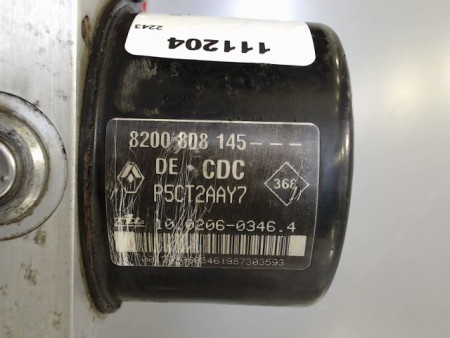 111204
2243
8200 808 145---
DE - CDC
P5CT2AAY7
368
10.0206-0346.4